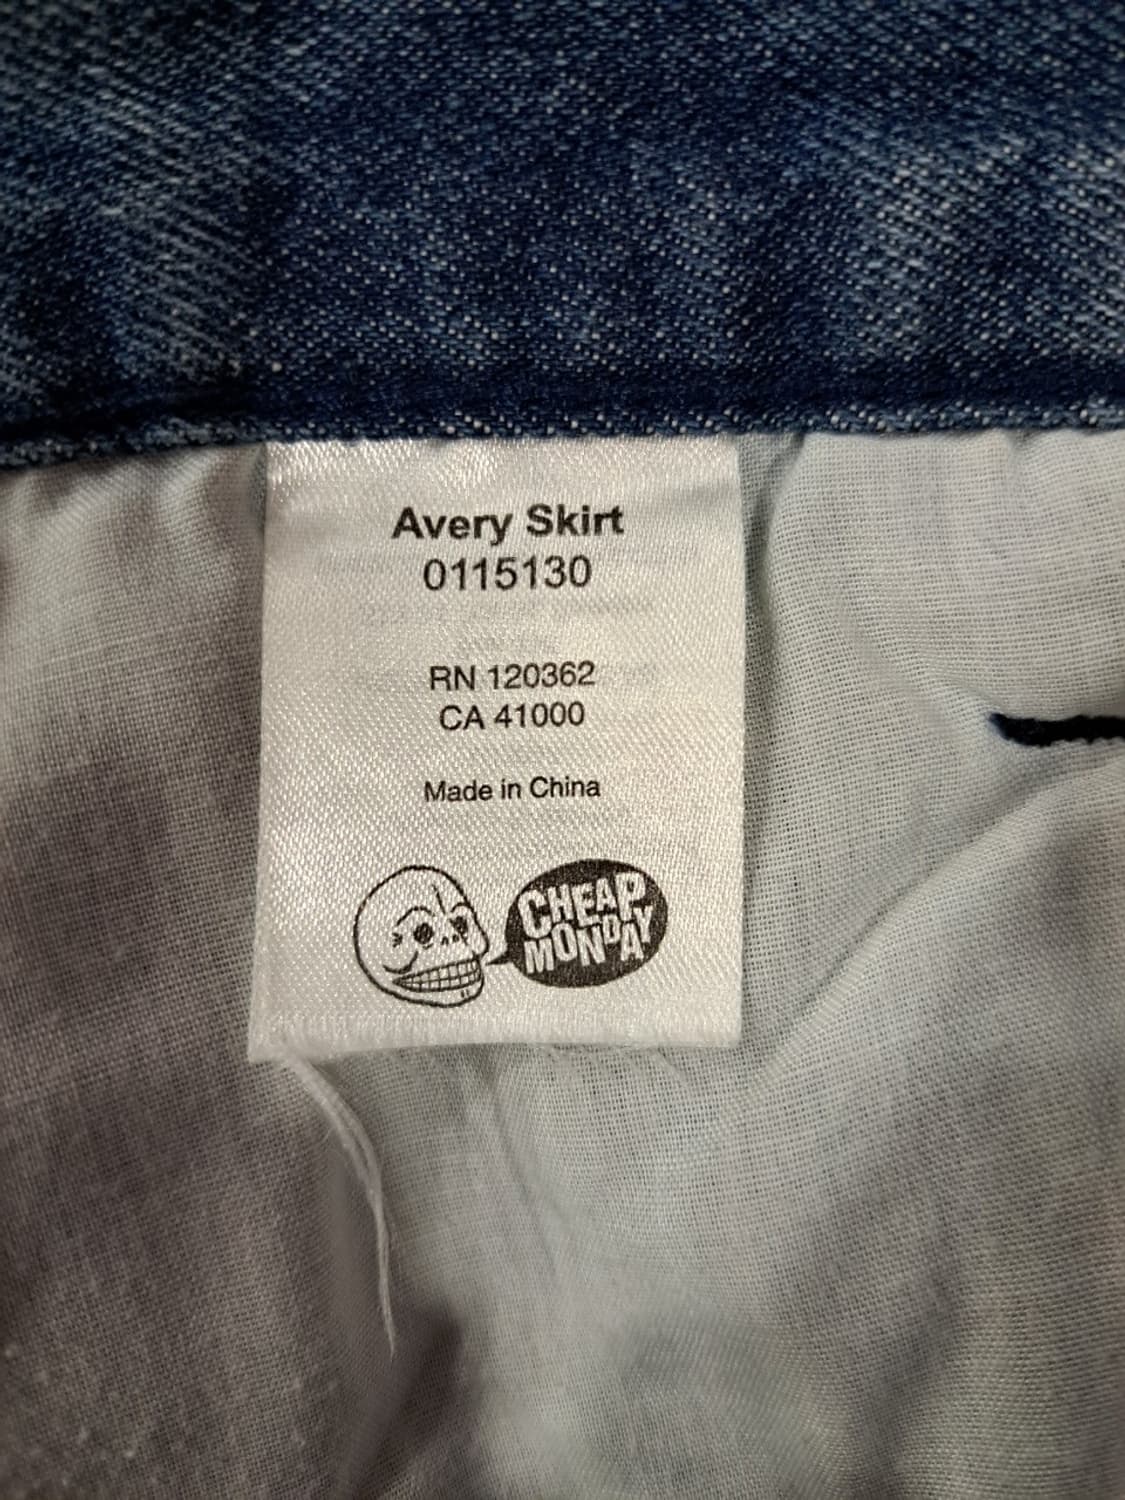 Avery Skirt
0115130
RN 120362
CA 41000
Made in China
CHEAP
MONDAY